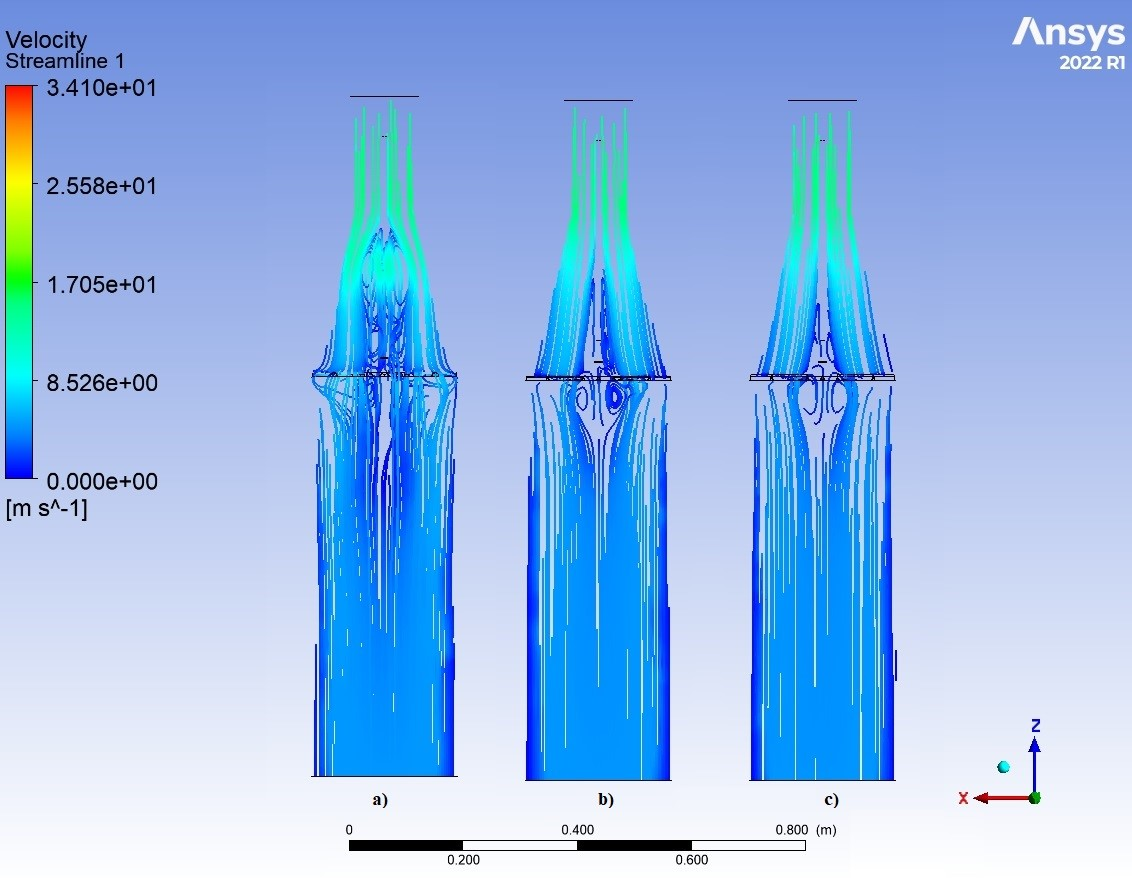 Velocity
Streamline 1
3.410e+01
2.558e+01
1.705e+01
8.526e+00
0.000e+00
[m s^-1]
Ansys
2022 R1
a)
b)
c)
Z
X
0
0.400
0.800 (m)
0.200
0.600